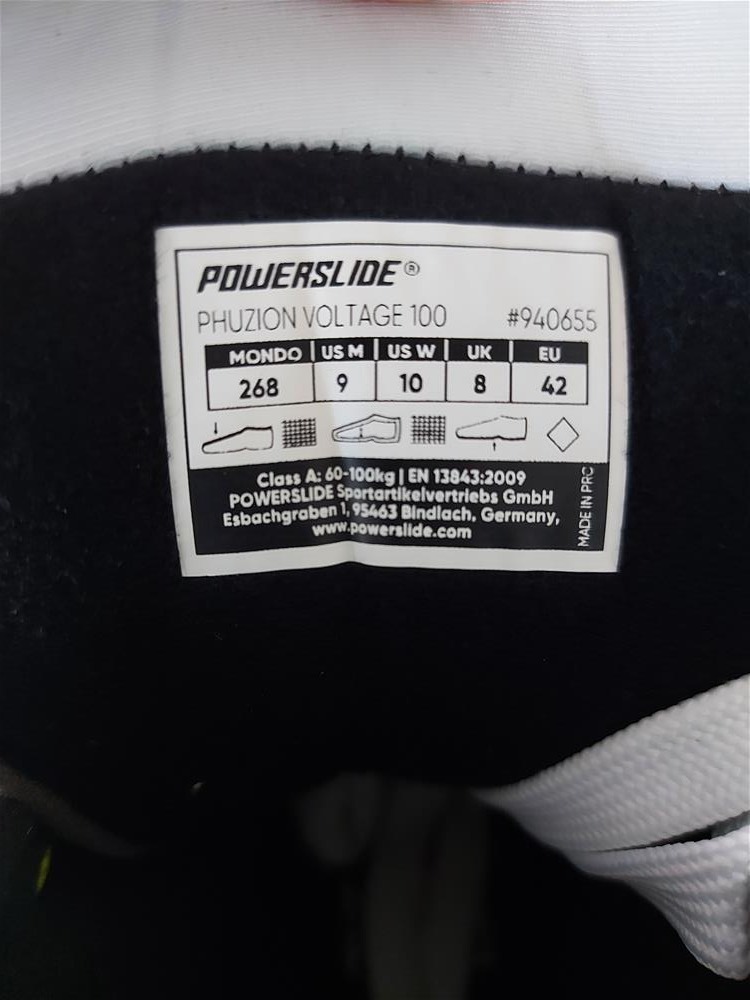 POWERSLIDE®
PHUZION VOLTAGE 100 #940655
MONDO US M US W UK EU
268 9 10 8 42
Class A: 60-100kg | EN 13843:2009
POWERSLIDE Sportartikelvertriebs GmbH
Esbachgraben 1, 95463 Bindlach, Germany,
www.powerslide.com
MADE IN PRC